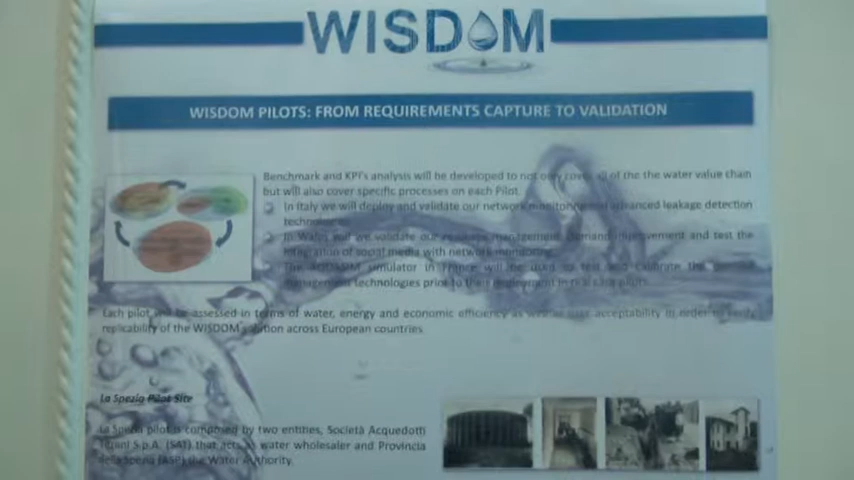 WISDOM
WISDOM PILOTS: FROM REQUIREMENTS CAPTURE TO VALIDATION
Benchmark and KPI's analysis will be developed to not only cover all of the the water value chain
but will also cover specific processes on each Pilot.
In Italy we will deploy and validate our network monitoring and advanced leakage detection
technologies
In Wales will we validate our management demand improvement and test the
integration of social media with network monitoring
The AQUASIM simulator in France will be used to test and calibrate the
management technologies prior to their deployment in real case pilots.
Each pilot will be assessed in terms of water, energy and economic efficiency as well as user acceptability in order to verify
replicability of the WISDOM solution across European countries
La Spezia Pilot Site
La Spezia pilot is comprised by two entities, Società Acquedotti
Tirreni S.p.A. (SAT) that acts as water wholesaler and Provincia
della Spezia (ASP) the Water Authority.